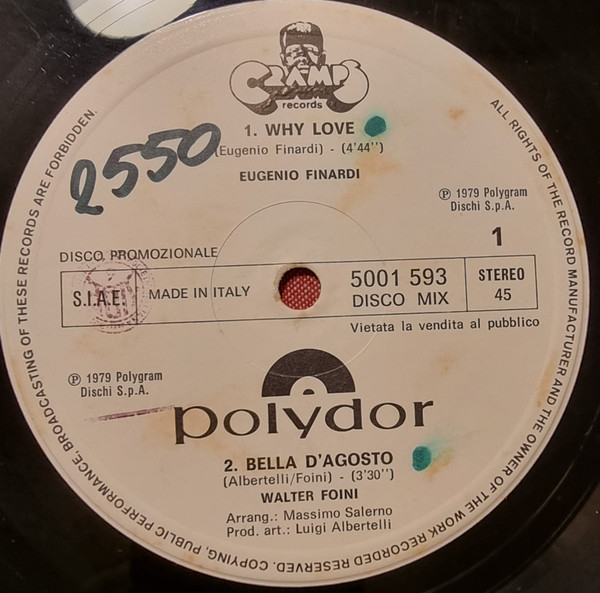 CRAMPS
records
1. WHY LOVE
(Eugenio Finardi) - (4'44")
EUGENIO FINARDI
2550
℗ 1979 Polygram
Dischi S.p.A.
1
DISCO PROMOZIONALE
S.I.A.E.
MADE IN ITALY
5001 593
DISCO MIX
STEREO
45
Vietata la vendita al pubblico
℗ 1979 Polygram
Dischi S.p.A.
polydor
2. BELLA D'AGOSTO
(Albertelli/Foini) - (3'30")
WALTER FOINI
Arrang.: Massimo Salerno
Prod. art.: Luigi Albertelli
ALL RIGHTS OF THE RECORD MANUFACTURER AND THE OWNER OF THE WORK RECORDED RESERVED. COPYING, PUBLIC PERFORMANCE, BROADCASTING OF THESE RECORDS ARE FORBIDDEN.